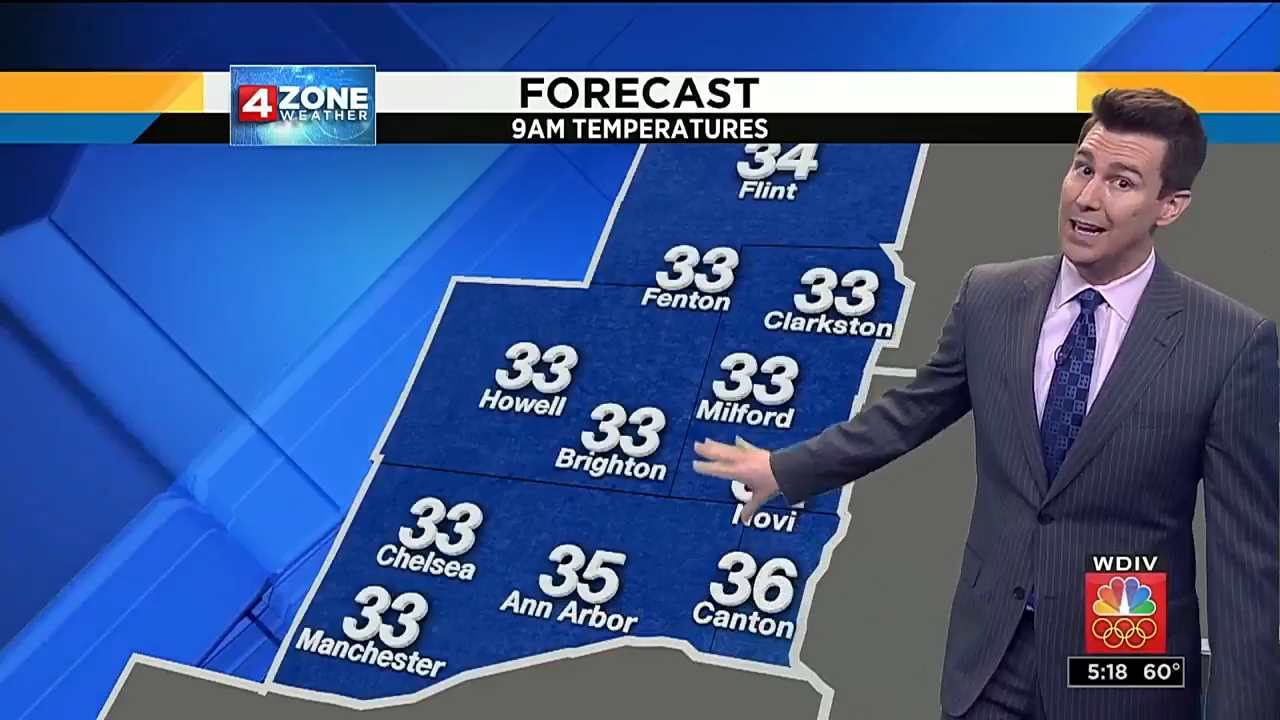 4 ZONE
WEATHER
FORECAST
9AM TEMPERATURES
34
Flint
33
Fenton
33
Clarkston
33
Howell
33
Milford
33
Brighton
Novi
33
Chelsea
35
Ann Arbor
36
Canton
33
Manchester
WDIV
5:18 60°